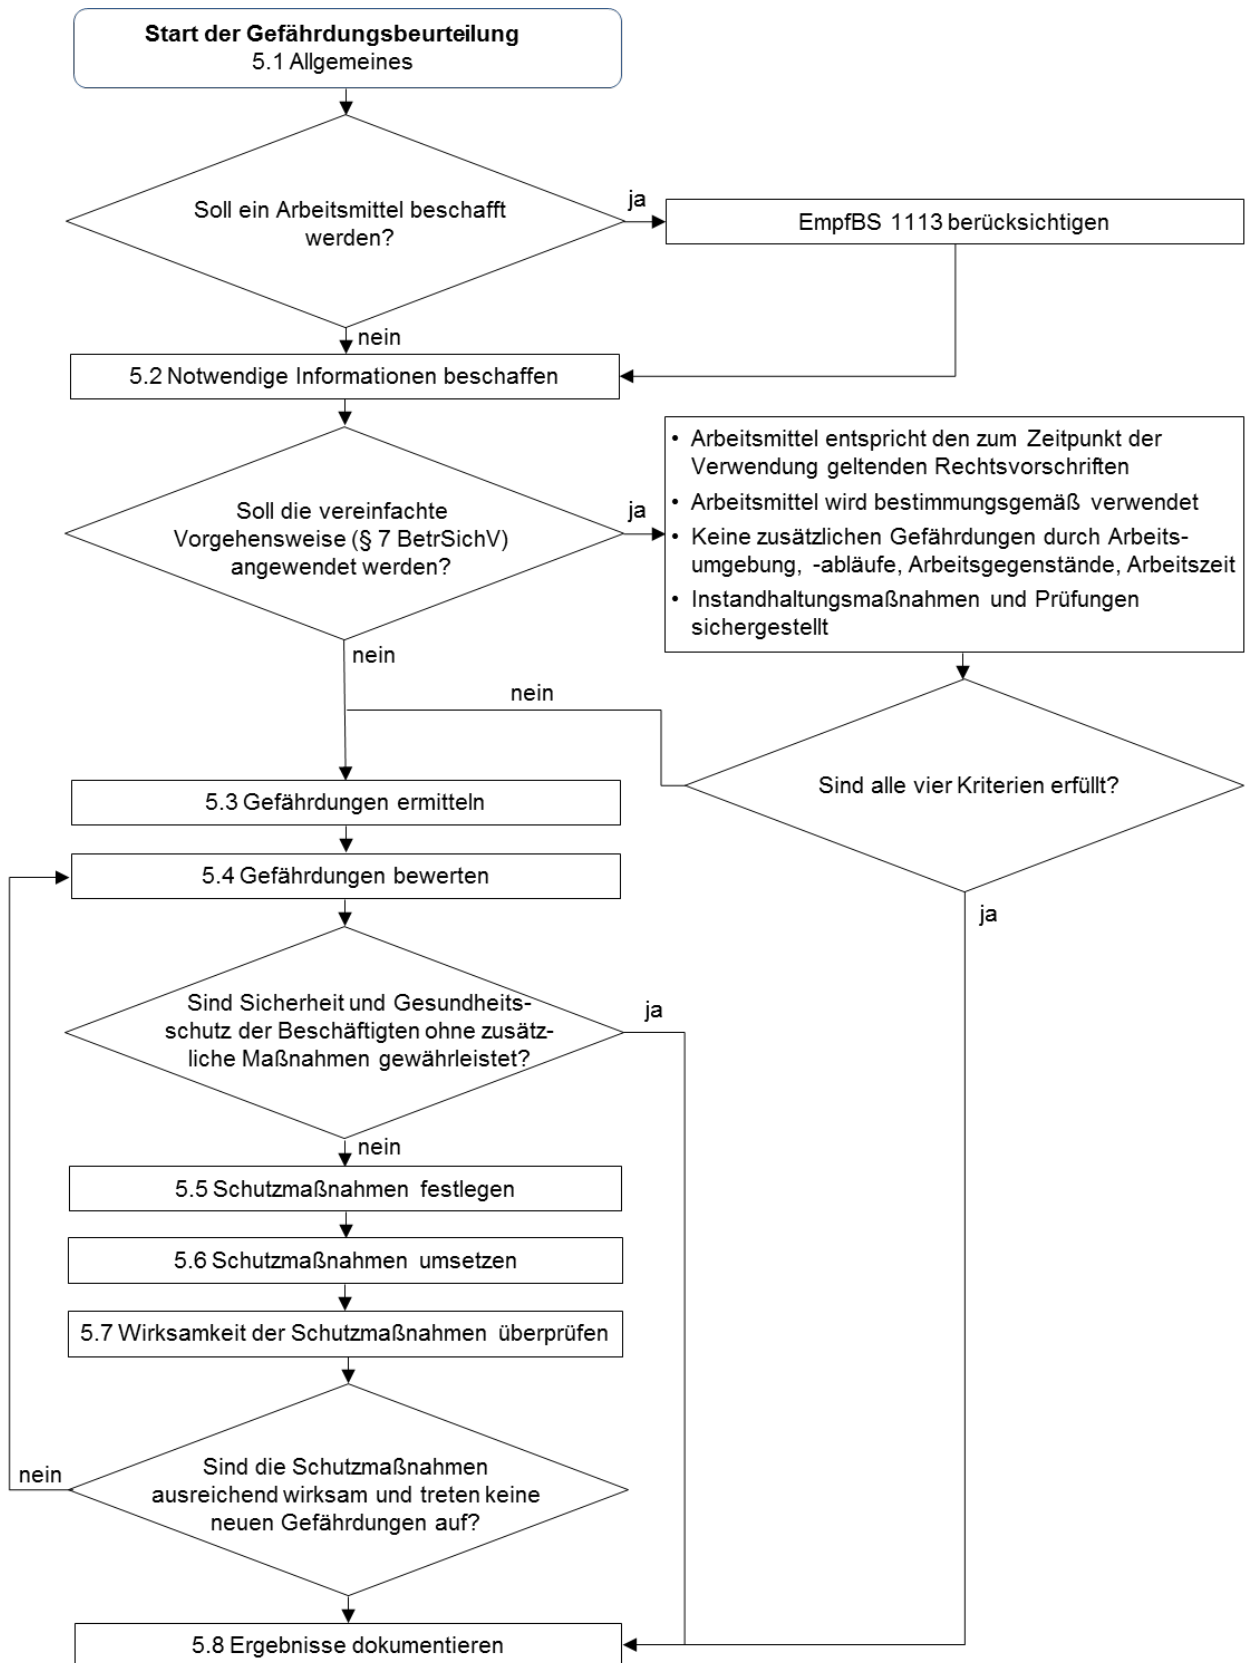 Start der Gefährdungsbeurteilung
5.1 Allgemeines
Soll ein Arbeitsmittel beschafft
werden?
ja
EmpfBS 1113 berücksichtigen
nein
5.2 Notwendige Informationen beschaffen
Soll die vereinfachte
Vorgehensweise (§ 7 BetrSichV)
angewendet werden?
ja
• Arbeitsmittel entspricht den zum Zeitpunkt der
Verwendung geltenden Rechtsvorschriften
• Arbeitsmittel wird bestimmungsgemäß verwendet
• Keine zusätzlichen Gefährdungen durch Arbeits-
umgebung, -abläufe, Arbeitsgegenstände, Arbeitszeit
• Instandhaltungsmaßnahmen und Prüfungen
sichergestellt
nein
nein
Sind alle vier Kriterien erfüllt?
ja
5.3 Gefährdungen ermitteln
5.4 Gefährdungen bewerten
Sind Sicherheit und Gesundheits-
schutz der Beschäftigten ohne zusätz-
liche Maßnahmen gewährleistet?
ja
nein
5.5 Schutzmaßnahmen festlegen
5.6 Schutzmaßnahmen umsetzen
5.7 Wirksamkeit der Schutzmaßnahmen überprüfen
Sind die Schutzmaßnahmen
ausreichend wirksam und treten keine
neuen Gefährdungen auf?
nein
5.8 Ergebnisse dokumentieren